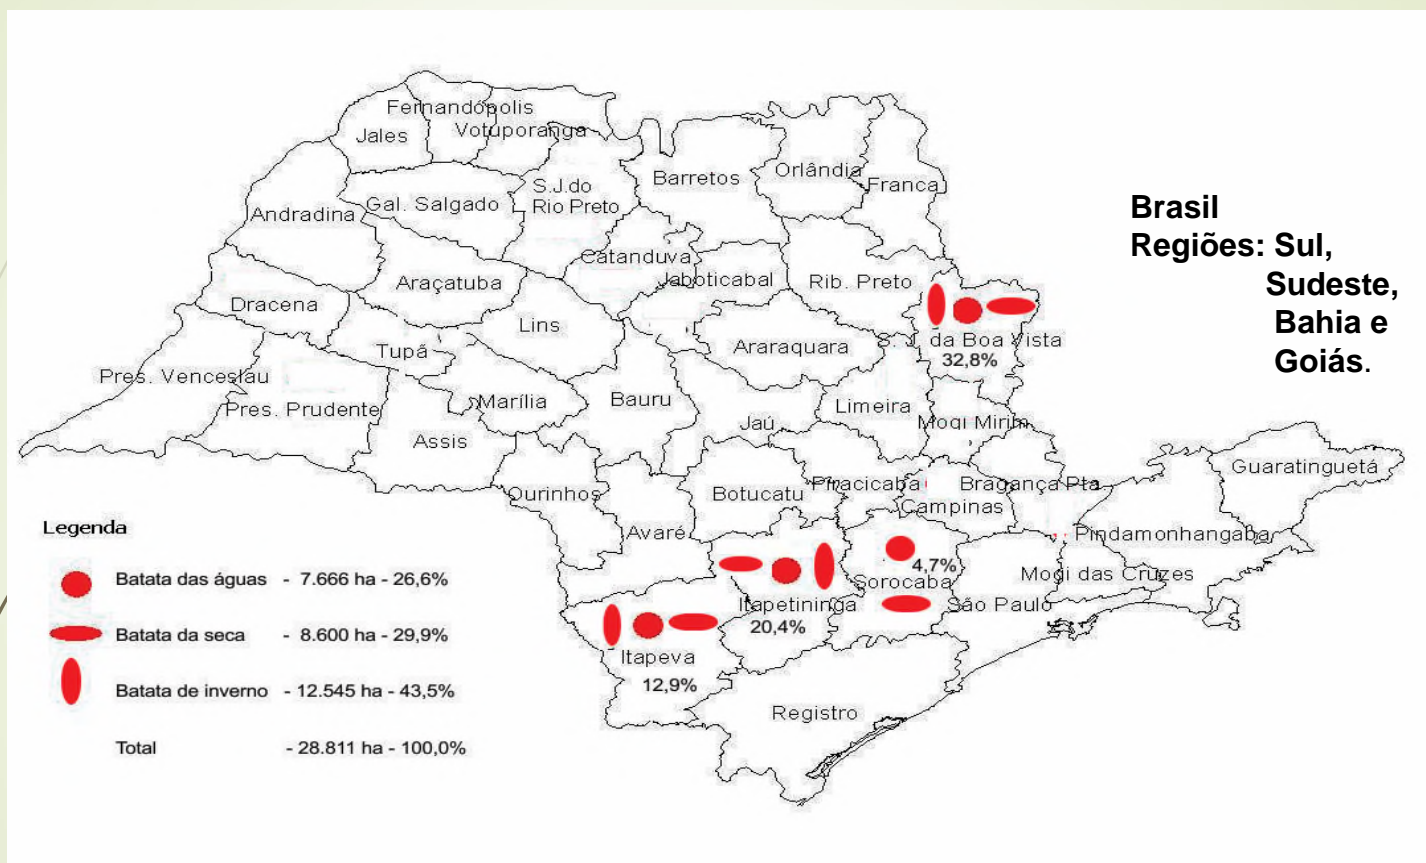 Fernandópolis
Jales
Votuporanga
Barretos
Orlândia
Franca
S.J.do
Rio Preto
Gal. Salgado
Andradina
Catanduva
Jaboticabal
Rib. Preto
Araçatuba
Dracena
Lins
Araraquara
S. J. da Boa Vista
32,8%
Tupã
Pres. Venceslau
Pres. Prudente
Marília
Bauru
Limeira
Jaú
Mogi Mirim
Assis
Ourinhos
Botucatu
Piracicaba
Bragança Pta
Campinas
Guaratinguetá
Avaré
Pindamonhangaba
4,7%
Sorocaba
Mogi das Cruzes
Itapetininga
20,4%
São Paulo
Itapeva
12,9%
Registro
Brasil
Regiões: Sul,
Sudeste,
Bahia e
Goiás.
Legenda
Batata das águas - 7.666 ha - 26,6%
Batata da seca - 8.600 ha - 29,9%
Batata de inverno - 12.545 ha - 43,5%
Total - 28.811 ha - 100,0%